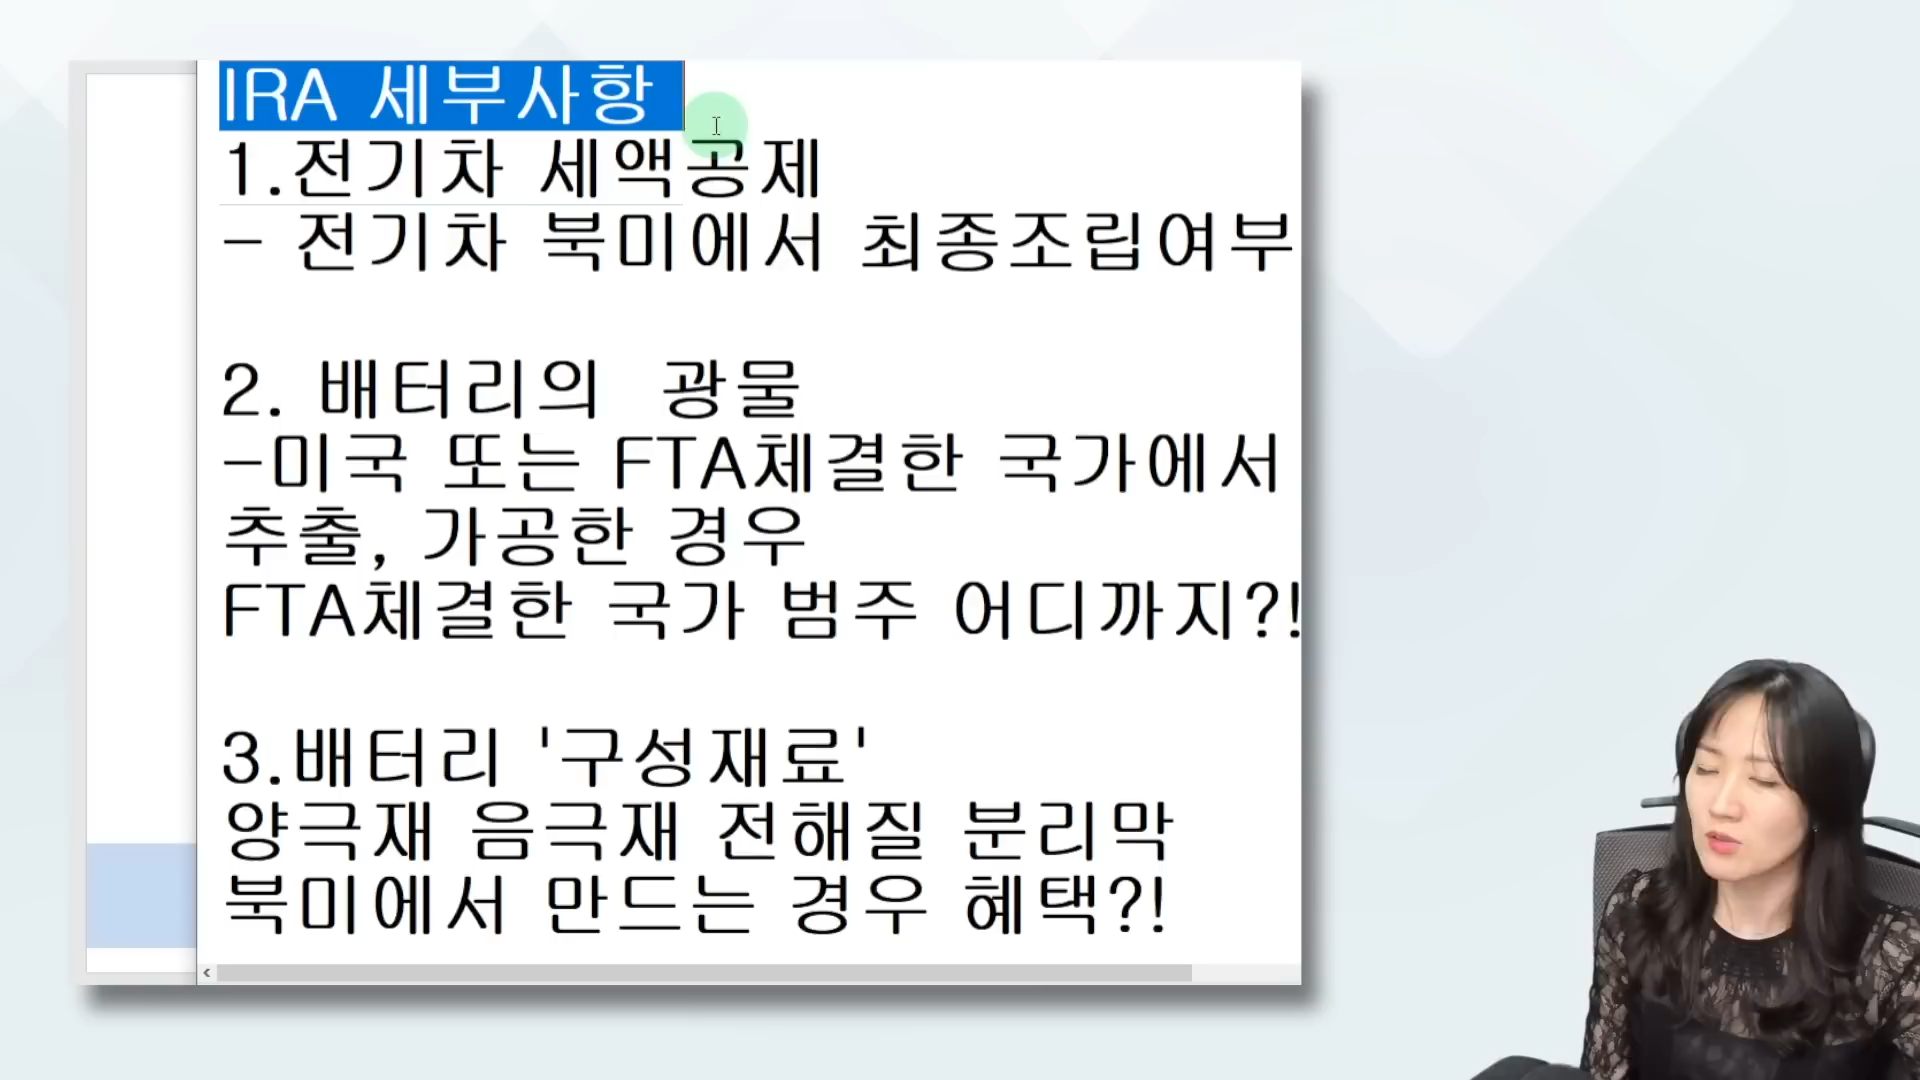 IRA 세부사항
1.전기차 세액공제
- 전기차 북미에서 최종조립여부
2. 배터리의  광물
-미국 또는 FTA체결한 국가에서
추출, 가공한 경우
FTA체결한 국가 범주 어디까지?!
3.배터리 '구성재료'
양극재 음극재 전해질 분리막
북미에서 만드는 경우 혜택?!